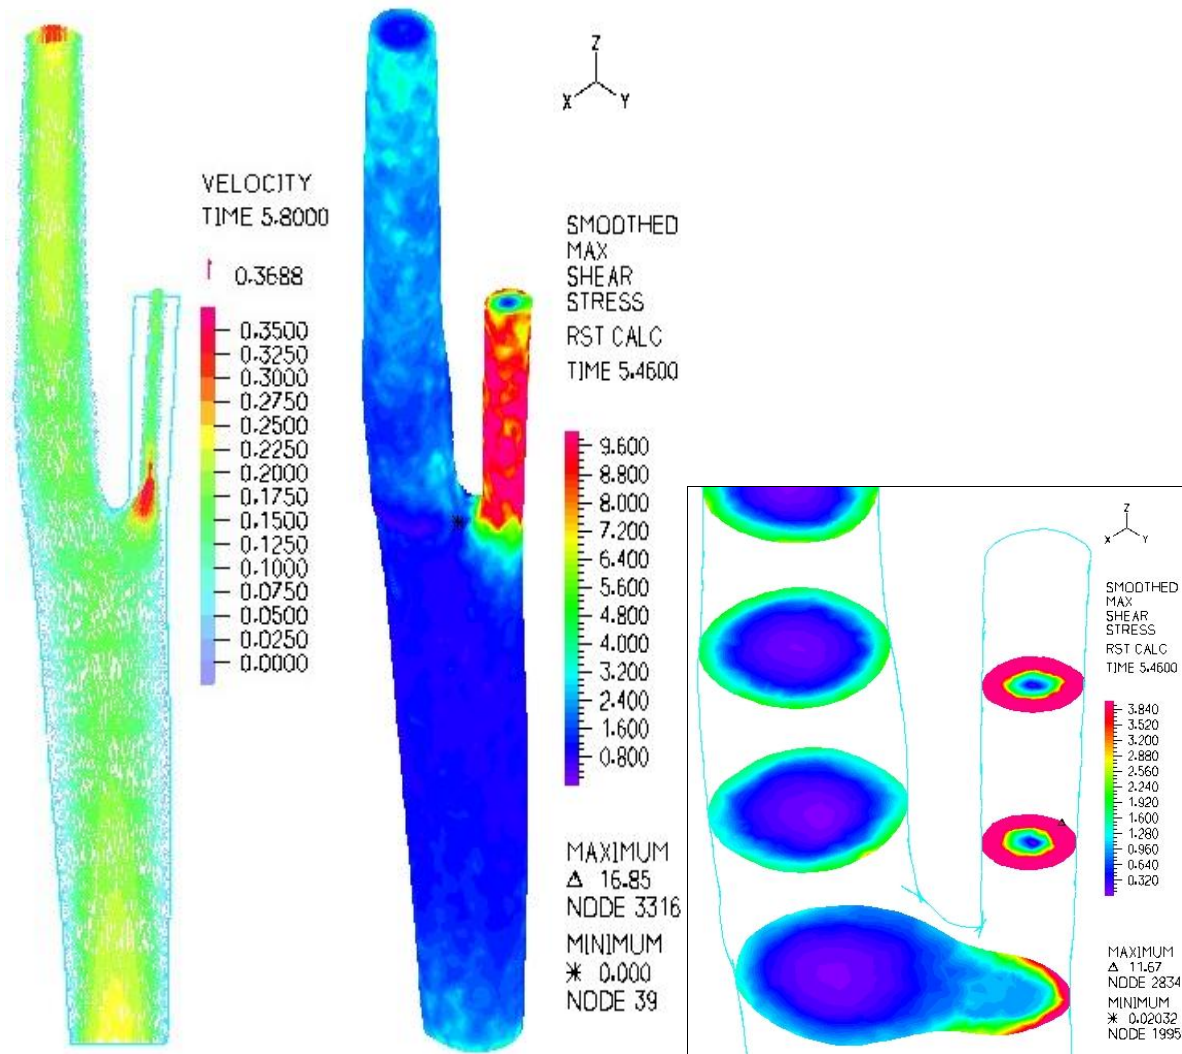 VELOCITY
TIME 5.8000
0.3688
0.3500
0.3250
0.3000
0.2750
0.2500
0.2250
0.2000
0.1750
0.1500
0.1250
0.1000
0.0750
0.0500
0.0250
0.0000
Z
X Y
SMOOTHED
MAX
SHEAR
STRESS
RST CALC
TIME 5.4600
9.600
8.800
8.000
7.200
6.400
5.600
4.800
4.000
3.200
2.400
1.600
0.800
MAXIMUM
Δ 16.85
NODE 3316
MINIMUM
* 0.000
NODE 39
Z
X Y
SMOOTHED
MAX
SHEAR
STRESS
RST CALC
TIME 5.4600
3.840
3.520
3.200
2.880
2.560
2.240
1.920
1.600
1.280
0.960
0.640
0.320
MAXIMUM
Δ 11.67
NODE 2834
MINIMUM
* 0.02032
NODE 1995